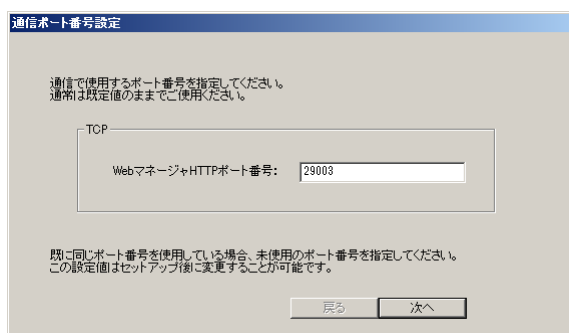 通信ポート番号設定
通信で使用するポート番号を指定してください。
通常は既定値のままでご使用ください。
TCP
WebマネージャHTTPポート番号: 29003
既に同じポート番号を使用している場合、未使用のポート番号を指定してください。
この設定値はセットアップ後に変更することが可能です。
戻る 次へ